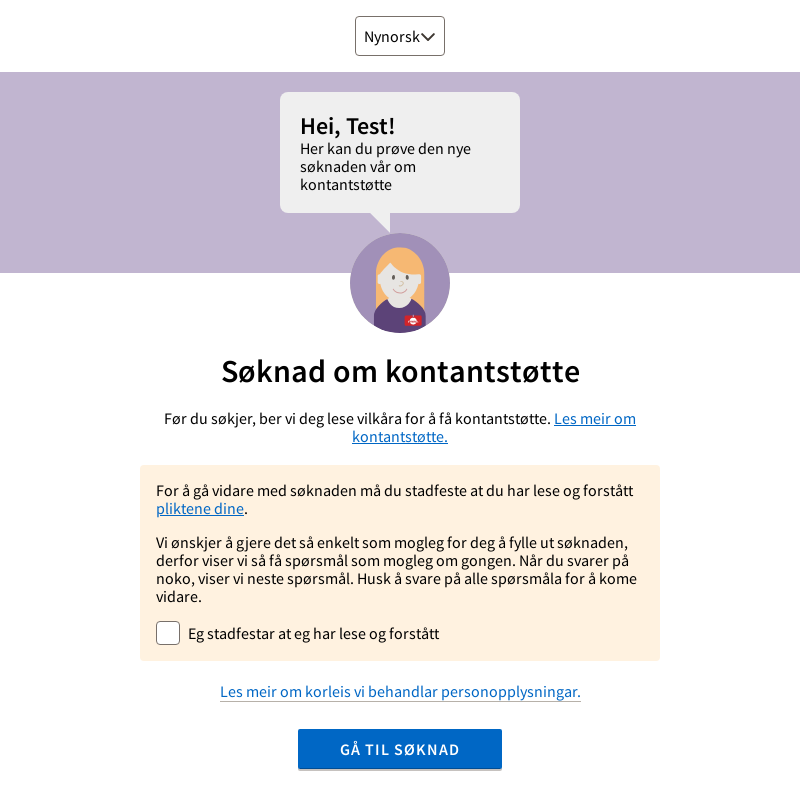 Nynorsk
Hei, Test!
Her kan du prøve den nye
søknaden vår om
kontantstøtte
Søknad om kontantstøtte
Før du søkjer, ber vi deg lese vilkåra for å få kontantstøtte. Les meir om
kontantstøtte.
For å gå vidare med søknaden må du stadfeste at du har lese og forstått
pliktene dine.
Vi ønskjer å gjere det så enkelt som mogleg for deg å fylle ut søknaden,
derfor viser vi så få spørsmål som mogleg om gongen. Når du svarer på
noko, viser vi neste spørsmål. Husk å svare på alle spørsmåla for å kome
vidare.
Eg stadfestar at eg har lese og forstått
Les meir om korleis vi behandlar personopplysningar.
GÅ TIL SØKNAD